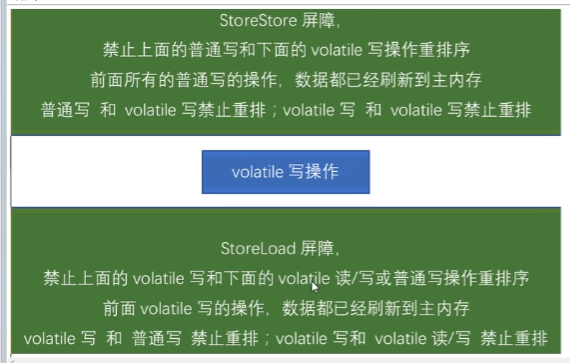 StoreStore 屏障，
禁止上面的普通写和下面的 volatile 写操作重排序
前面所有的普通写的操作，数据都已经刷新到主内存
普通写 和 volatile 写禁止重排；volatile 写 和 volatile 写禁止重排
volatile 写操作
StoreLoad 屏障，
禁止上面的 volatile 写和下面的 volatile 读/写或普通写操作重排序
前面 volatile 写的操作，数据都已经刷新到主内存
volatile 写 和 普通写 禁止重排；volatile 写和 volatile 读/写 禁止重排